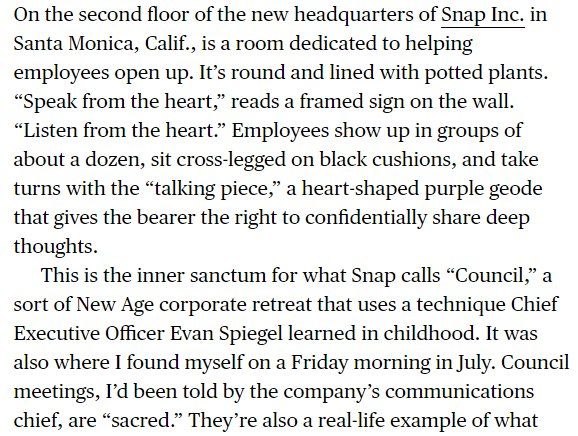 On the second floor of the new headquarters of Snap Inc. in
Santa Monica, Calif., is a room dedicated to helping
employees open up. It’s round and lined with potted plants.
“Speak from the heart,” reads a framed sign on the wall.
“Listen from the heart.” Employees show up in groups of
about a dozen, sit cross-legged on black cushions, and take
turns with the “talking piece,” a heart-shaped purple geode
that gives the bearer the right to confidentially share deep
thoughts.
This is the inner sanctum for what Snap calls “Council,” a
sort of New Age corporate retreat that uses a technique Chief
Executive Officer Evan Spiegel learned in childhood. It was
also where I found myself on a Friday morning in July. Council
meetings, I’d been told by the company’s communications
chief, are “sacred.” They’re also a real-life example of what